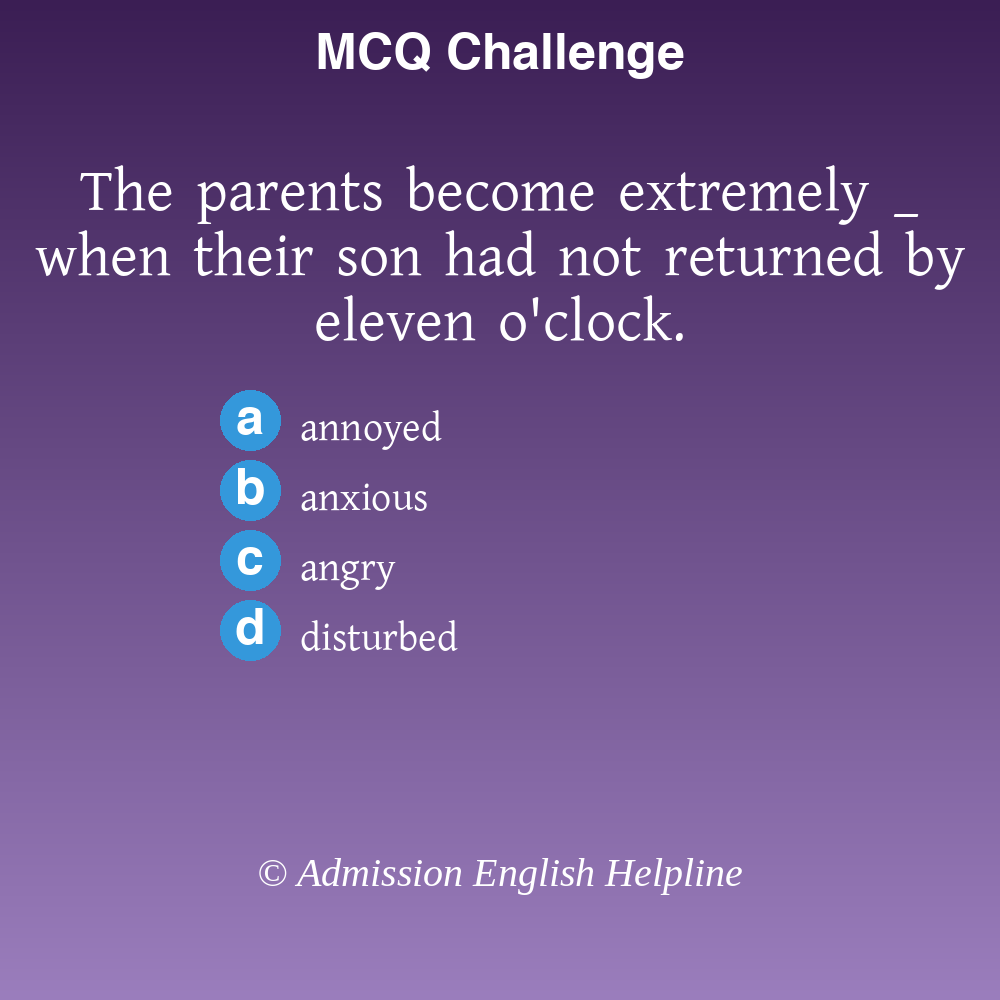 MCQ Challenge
The parents become extremely _
when their son had not returned by
eleven o'clock.
a annoyed
b anxious
c angry
d disturbed
© Admission English Helpline